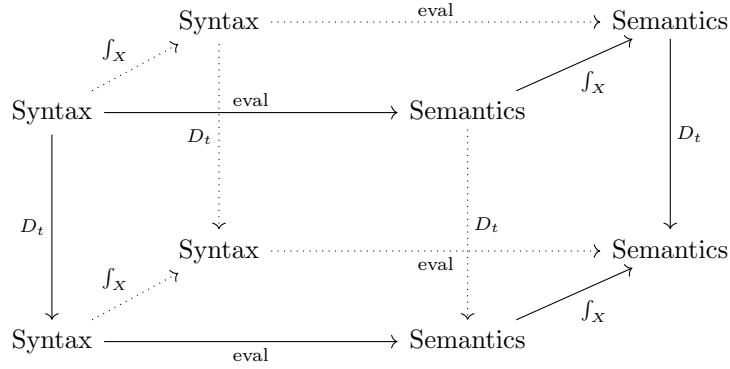 Syntax eval Semantics
∫_X ∫_X
Syntax eval Semantics
D_t D_t
D_t D_t
Syntax eval Semantics
∫_X ∫_X
Syntax eval Semantics